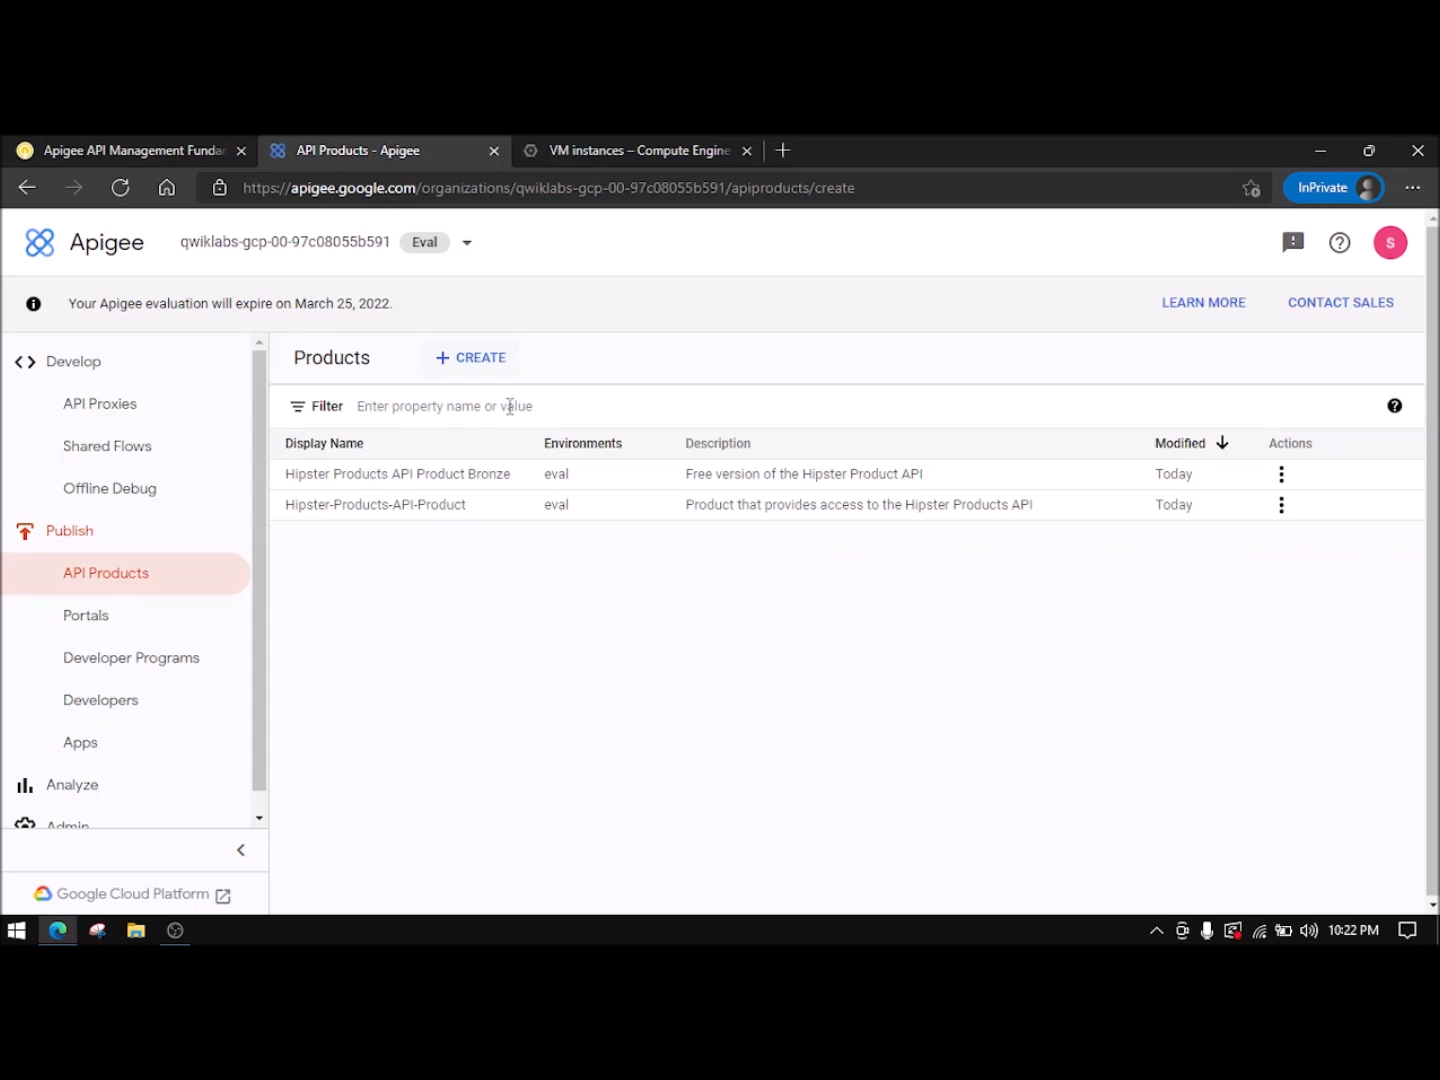 Apigee API Management Funda
API Products - Apigee
VM instances – Compute Engine
https://apigee.google.com/organizations/qwiklabs-gcp-00-97c08055b591/apiproducts/create
InPrivate
Apigee
qwiklabs-gcp-00-97c08055b591
Eval
S
Your Apigee evaluation will expire on March 25, 2022.
LEARN MORE
CONTACT SALES
Develop
API Proxies
Shared Flows
Offline Debug
Publish
API Products
Portals
Developer Programs
Developers
Apps
Analyze
Admin
Google Cloud Platform
Products
+ CREATE
Filter Enter property name or value
Display Name Environments Description Modified Actions
Hipster Products API Product Bronze eval Free version of the Hipster Product API Today
Hipster-Products-API-Product eval Product that provides access to the Hipster Products API Today
10:22 PM